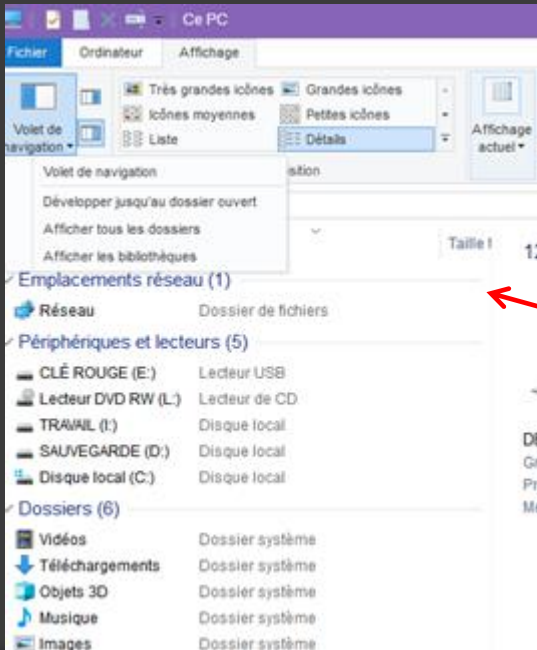 Ce PC
Fichier Ordinateur Affichage
Très grandes icônes Grandes icônes
Icônes moyennes Petites icônes
Liste Détails
Volet de navigation
Affichage actuel
Volet de navigation
Développer jusqu'au dossier ouvert
Afficher tous les dossiers
Afficher les bibliothèques
Taille
Emplacements réseau (1)
Réseau Dossier de fichiers
Périphériques et lecteurs (5)
CLÉ ROUGE (E:) Lecteur USB
Lecteur DVD RW (L:) Lecteur de CD
TRAVAIL (I:) Disque local
SAUVEGARDE (D:) Disque local
Disque local (C:) Disque local
Dossiers (6)
Vidéos Dossier système
Téléchargements Dossier système
Objets 3D Dossier système
Musique Dossier système
Images Dossier système